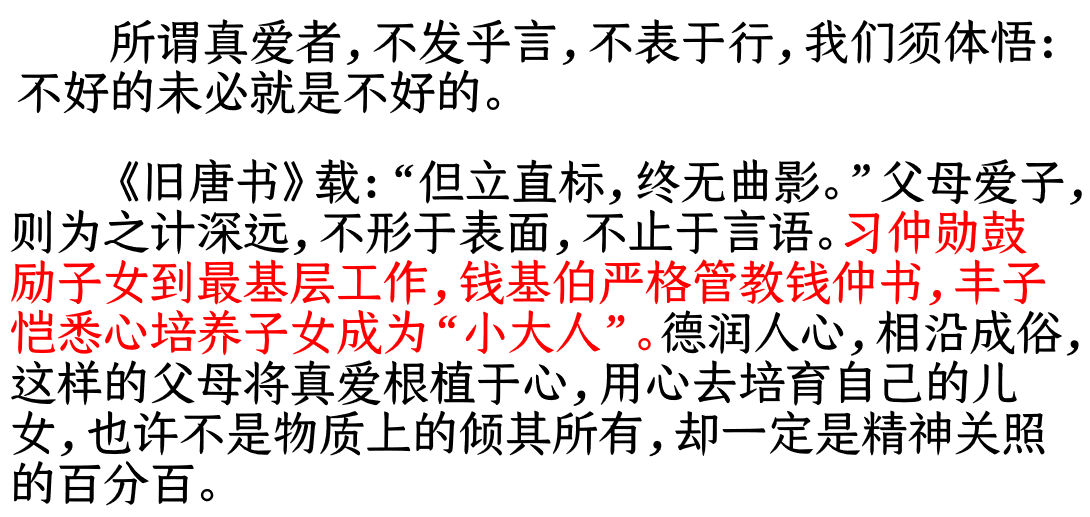 所谓真爱者,不发乎言,不表于行,我们须体悟:
不好的未必就是不好的。
《旧唐书》载:“但立直标,终无曲影。”父母爱子,
则为之计深远,不形于表面,不止于言语。习仲勋鼓
励子女到最基层工作,钱基伯严格管教钱仲书,丰子
恺悉心培养子女成为“小大人”。德润人心,相沿成俗,
这样的父母将真爱根植于心,用心去培育自己的儿
女,也许不是物质上的倾其所有,却一定是精神关照
的百分百。